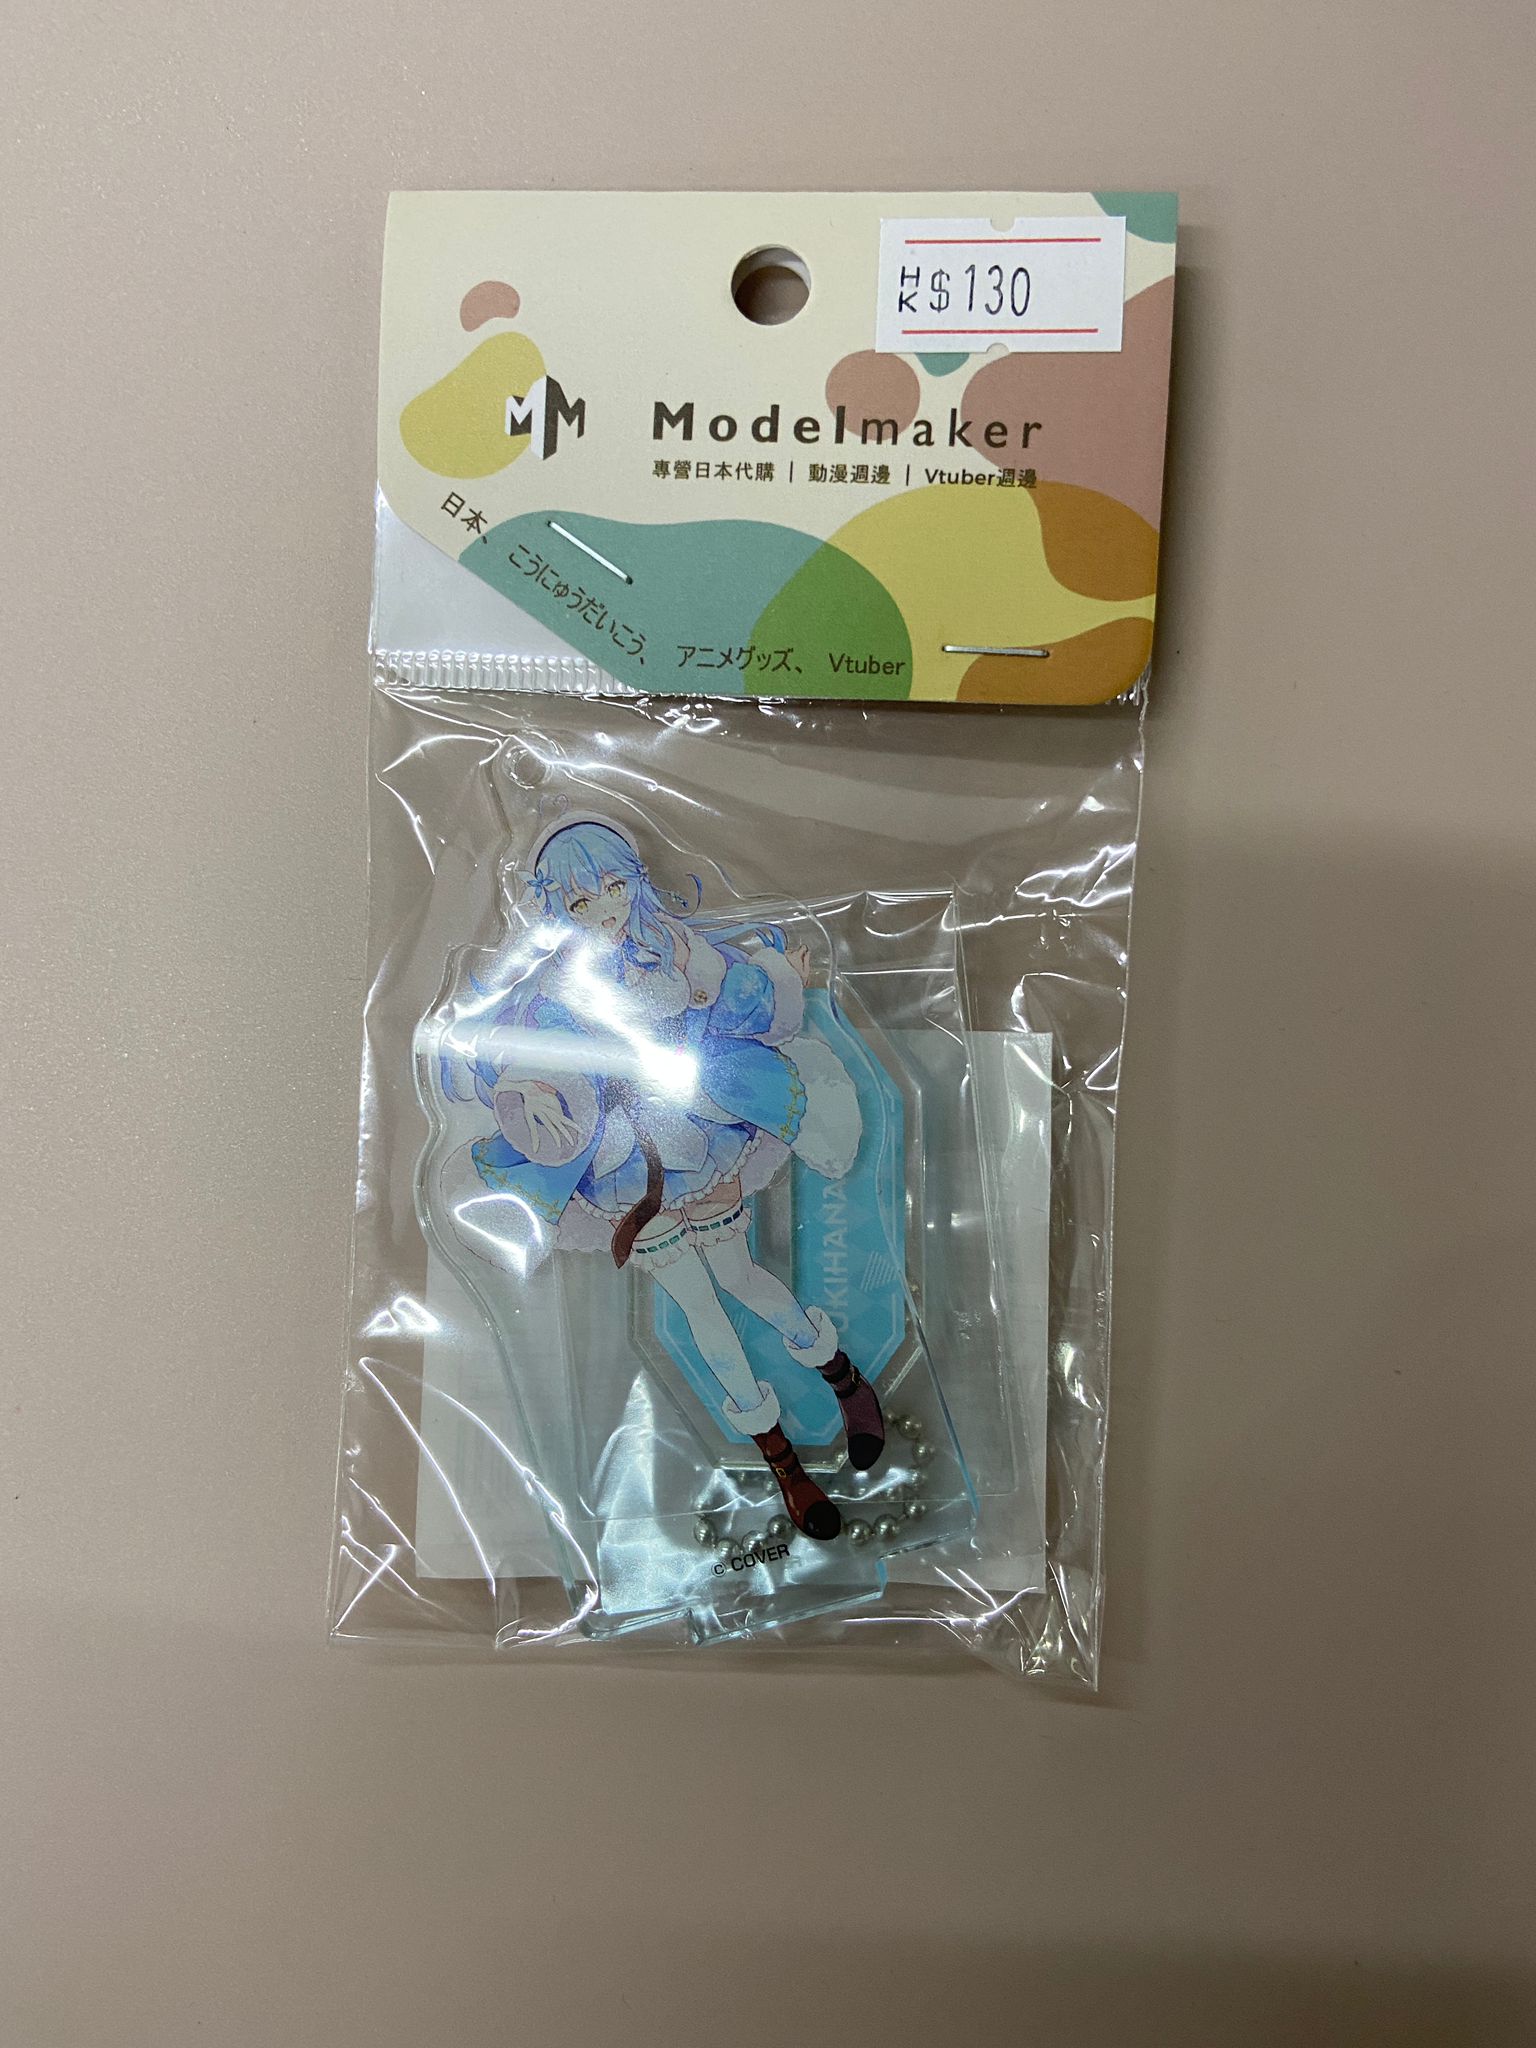 HK$130
MM
Modelmaker
專營日本代購 | 動漫週邊 | Vtuber週邊
日本、 こうにゅうだいこう、 アニメグッズ、 Vtuber
UKIHANA
© COVER